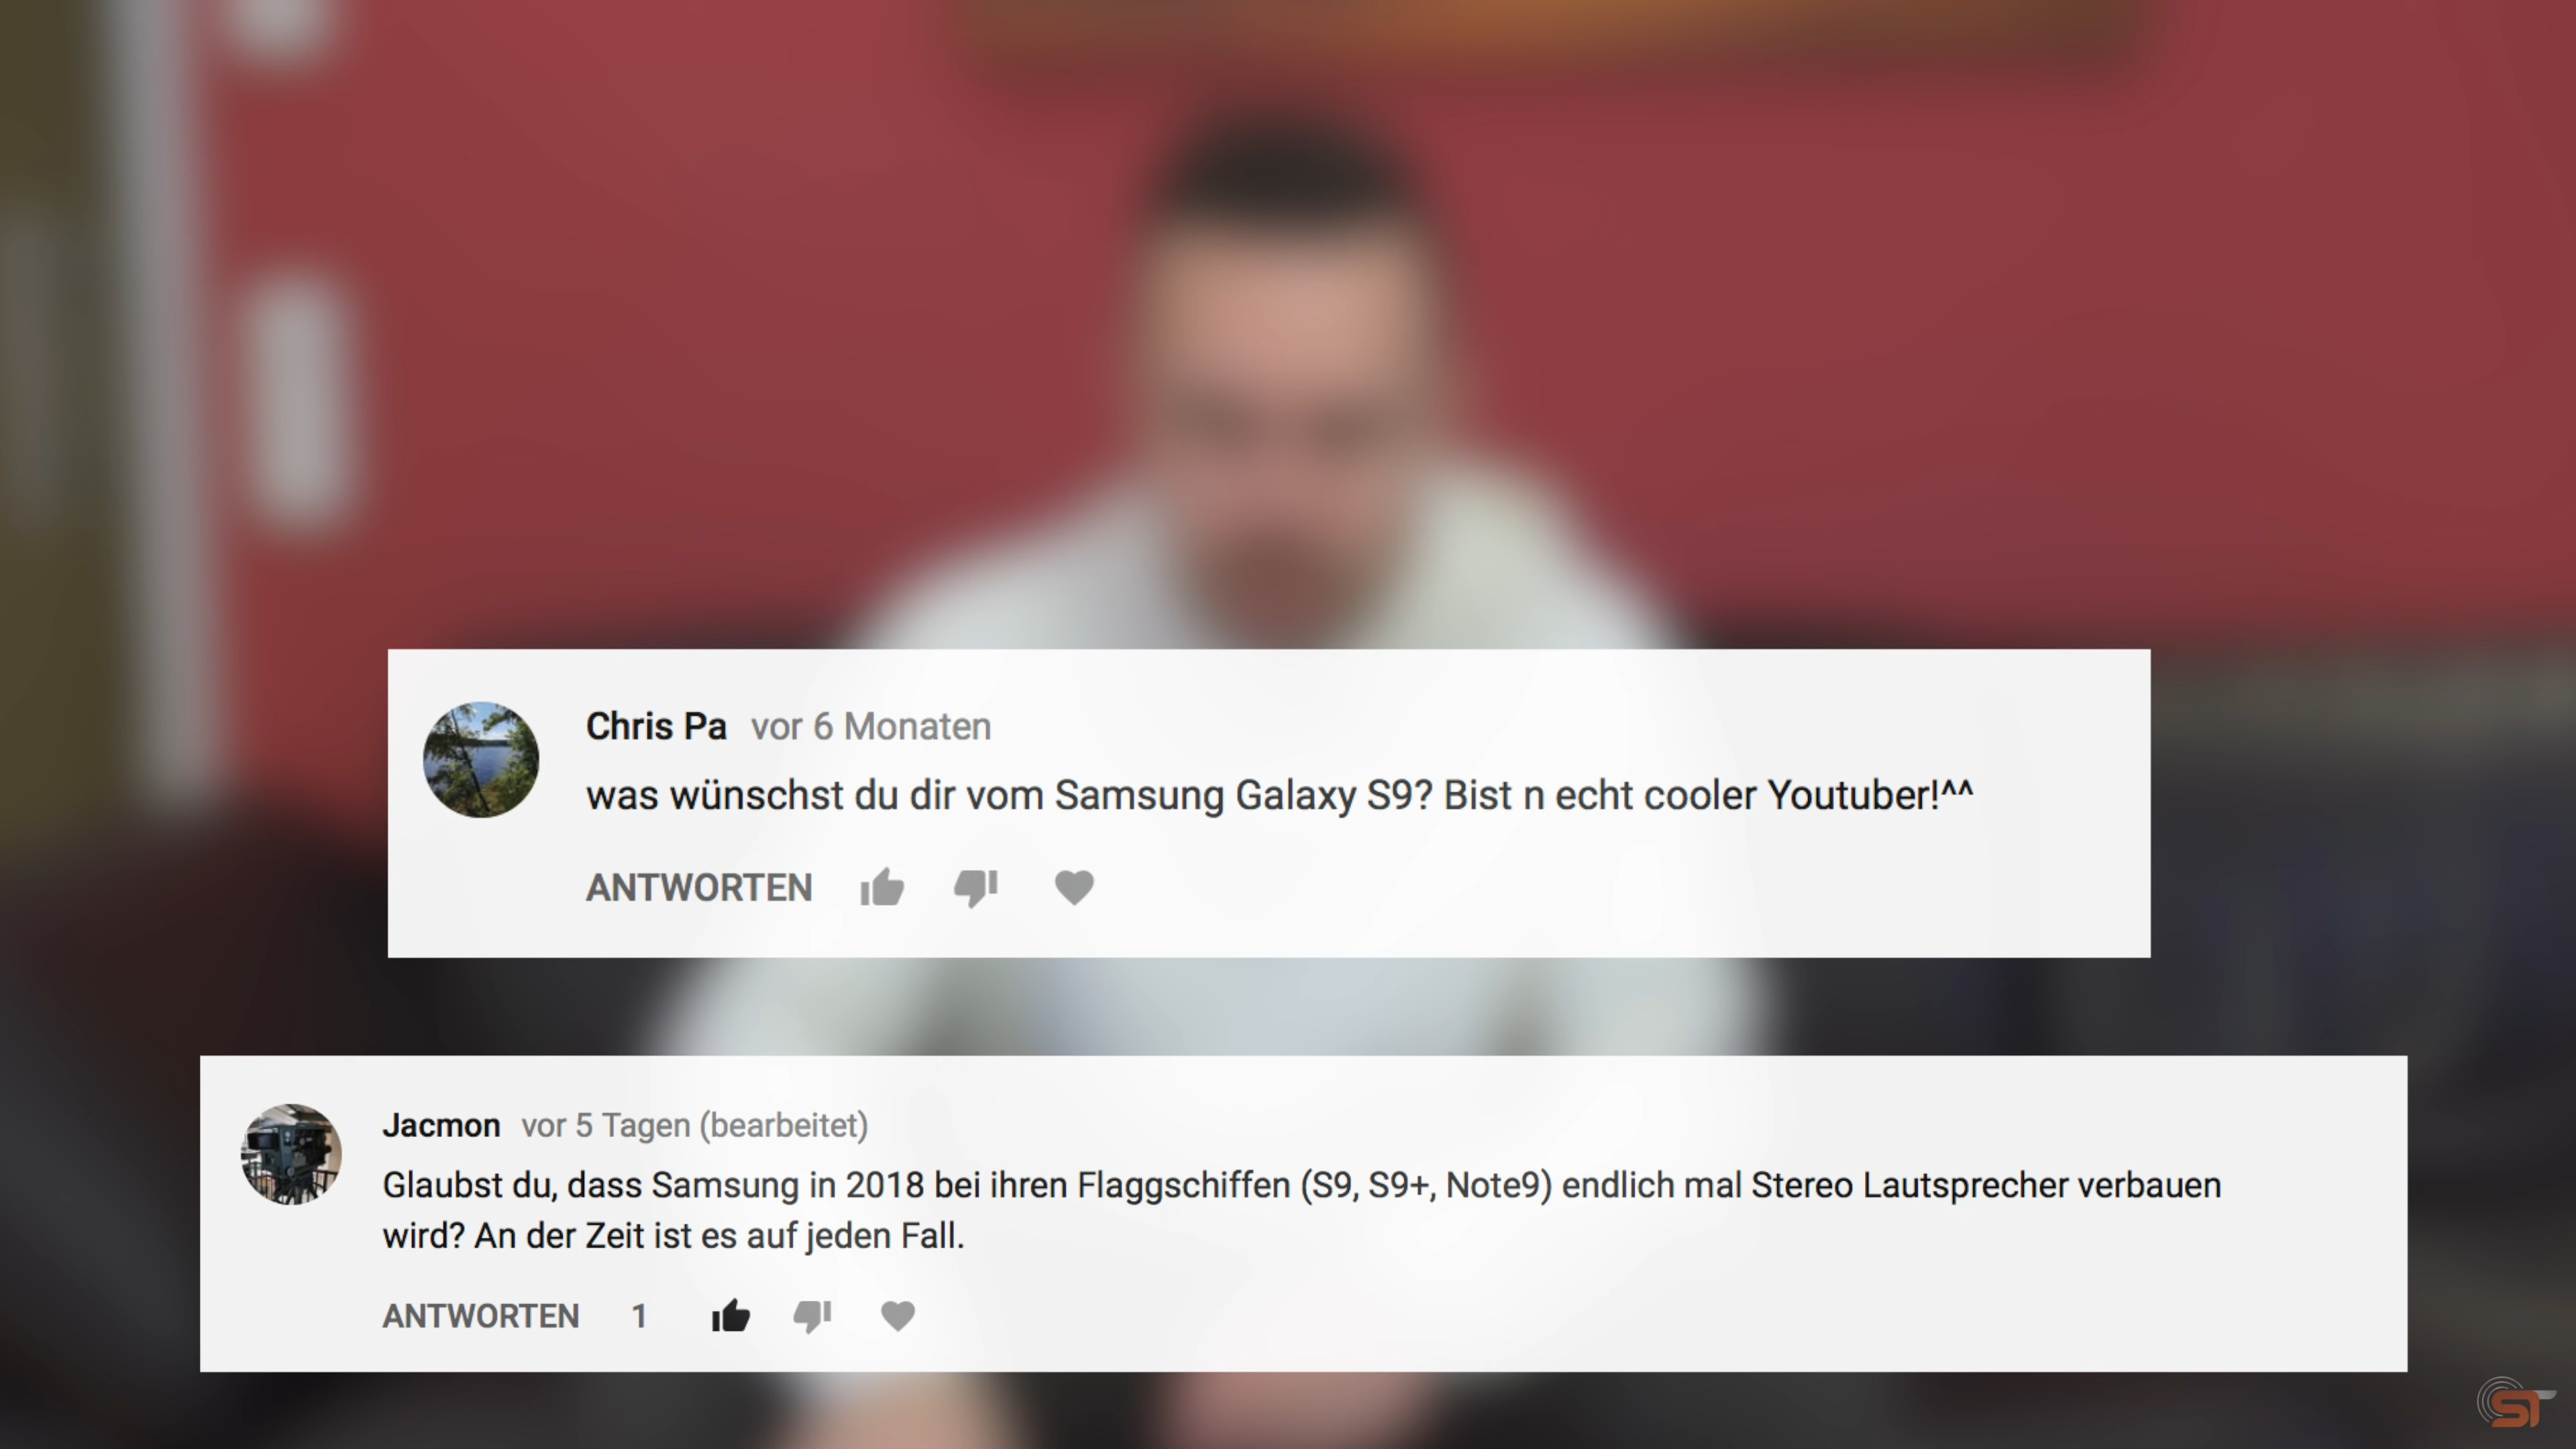 Chris Pa vor 6 Monaten
was wünschst du dir vom Samsung Galaxy S9? Bist n echt cooler Youtuber!^^
ANTWORTEN
Jacmon vor 5 Tagen (bearbeitet)
Glaubst du, dass Samsung in 2018 bei ihren Flaggschiffen (S9, S9+, Note9) endlich mal Stereo Lautsprecher verbauen
wird? An der Zeit ist es auf jeden Fall.
ANTWORTEN 1
ST